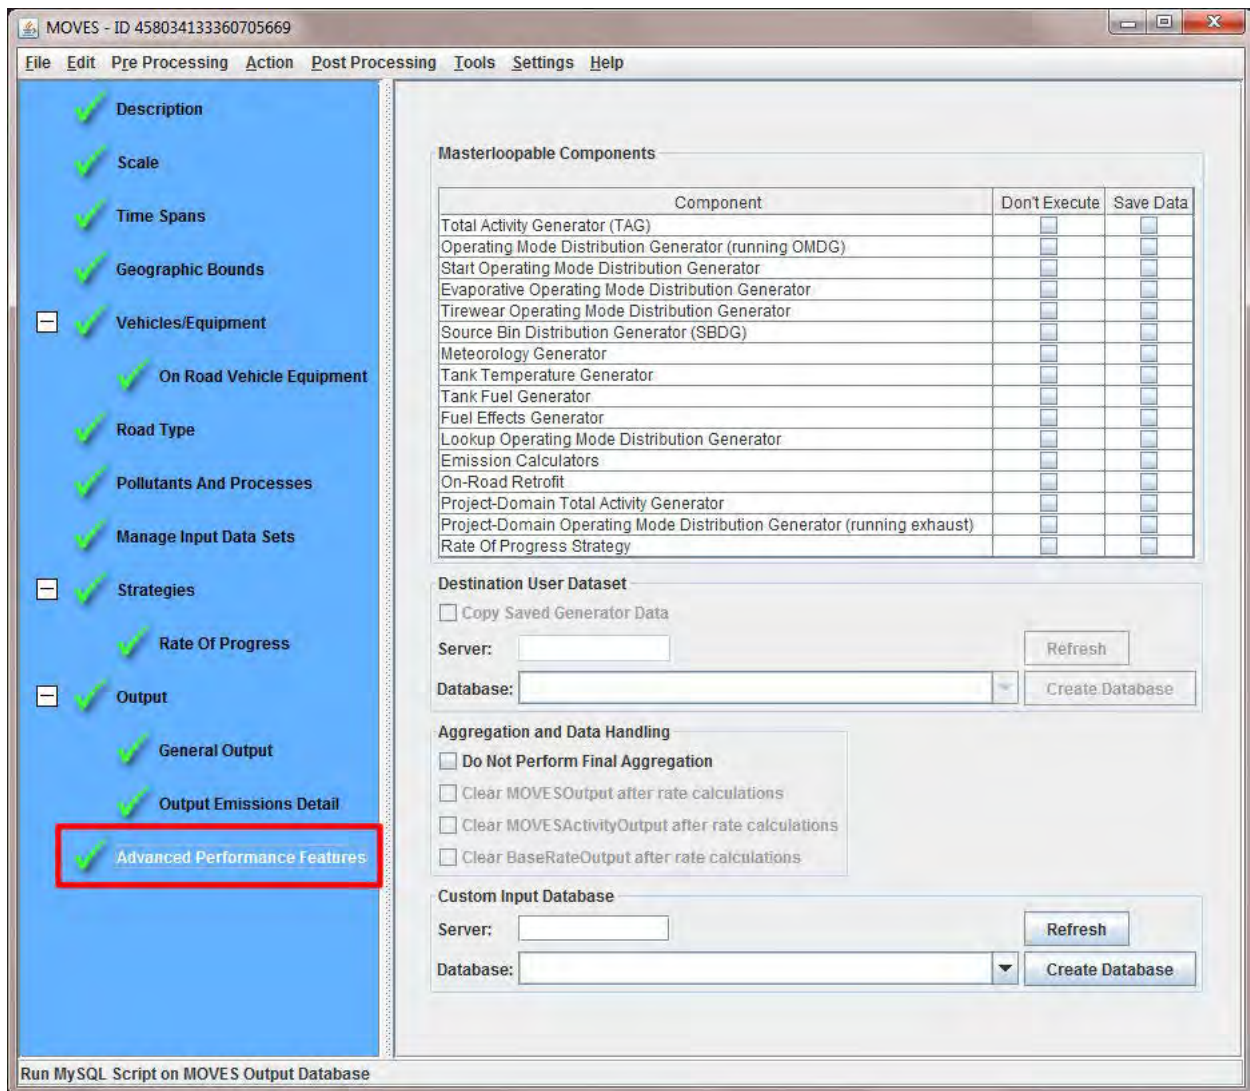 MOVES - ID 458034133360705669
File Edit Pre Processing Action Post Processing Tools Settings Help
Description
Scale
Time Spans
Geographic Bounds
Vehicles/Equipment
On Road Vehicle Equipment
Road Type
Pollutants And Processes
Manage Input Data Sets
Strategies
Rate Of Progress
Output
General Output
Output Emissions Detail
Advanced Performance Features
Masterloopable Components
Component Don't Execute Save Data
Total Activity Generator (TAG)
Operating Mode Distribution Generator (running OMDG)
Start Operating Mode Distribution Generator
Evaporative Operating Mode Distribution Generator
Tirewear Operating Mode Distribution Generator
Source Bin Distribution Generator (SBDG)
Meteorology Generator
Tank Temperature Generator
Tank Fuel Generator
Fuel Effects Generator
Lookup Operating Mode Distribution Generator
Emission Calculators
On-Road Retrofit
Project-Domain Total Activity Generator
Project-Domain Operating Mode Distribution Generator (running exhaust)
Rate Of Progress Strategy
Destination User Dataset
Copy Saved Generator Data
Server: Refresh
Database: Create Database
Aggregation and Data Handling
Do Not Perform Final Aggregation
Clear MOVESOutput after rate calculations
Clear MOVESActivityOutput after rate calculations
Clear BaseRateOutput after rate calculations
Custom Input Database
Server: Refresh
Database: Create Database
Run MySQL Script on MOVES Output Database